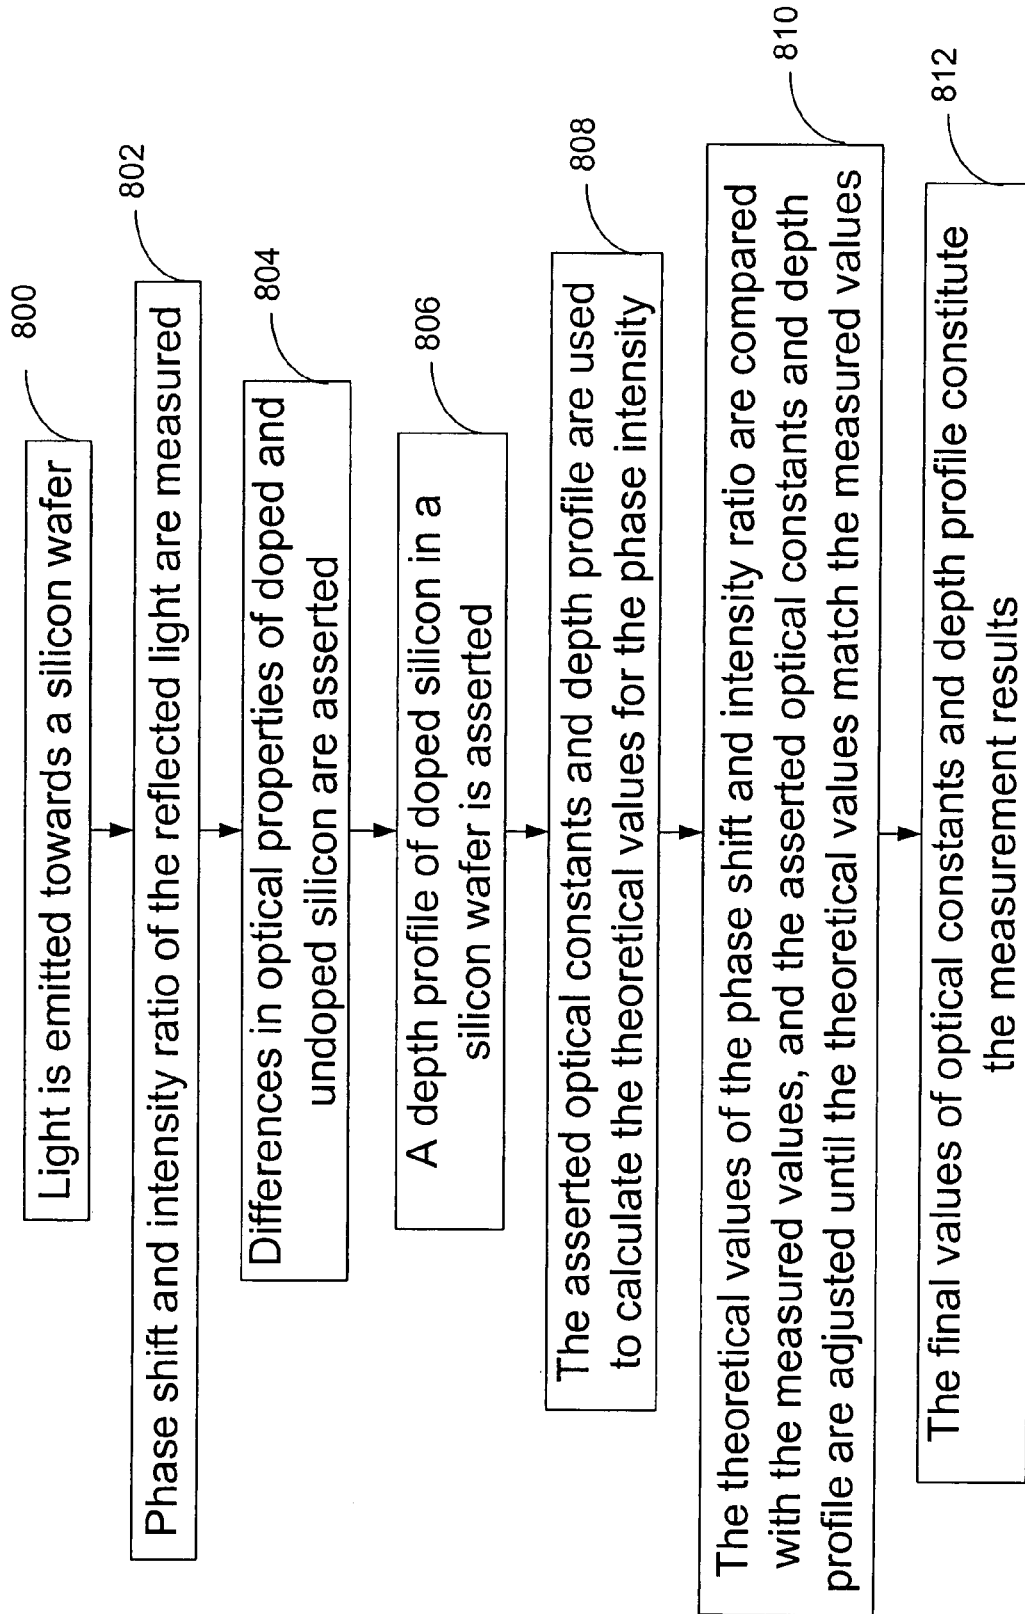 800
Light is emitted towards a silicon wafer
802
Phase shift and intensity ratio of the reflected light are measured
804
Differences in optical properties of doped and
undoped silicon are asserted
806
A depth profile of doped silicon in a
silicon wafer is asserted
808
The asserted optical constants and depth profile are used
to calculate the theoretical values for the phase intensity
810
The theoretical values of the phase shift and intensity ratio are compared
with the measured values, and the asserted optical constants and depth
profile are adjusted until the theoretical values match the measured values
812
The final values of optical constants and depth profile constitute
the measurement results